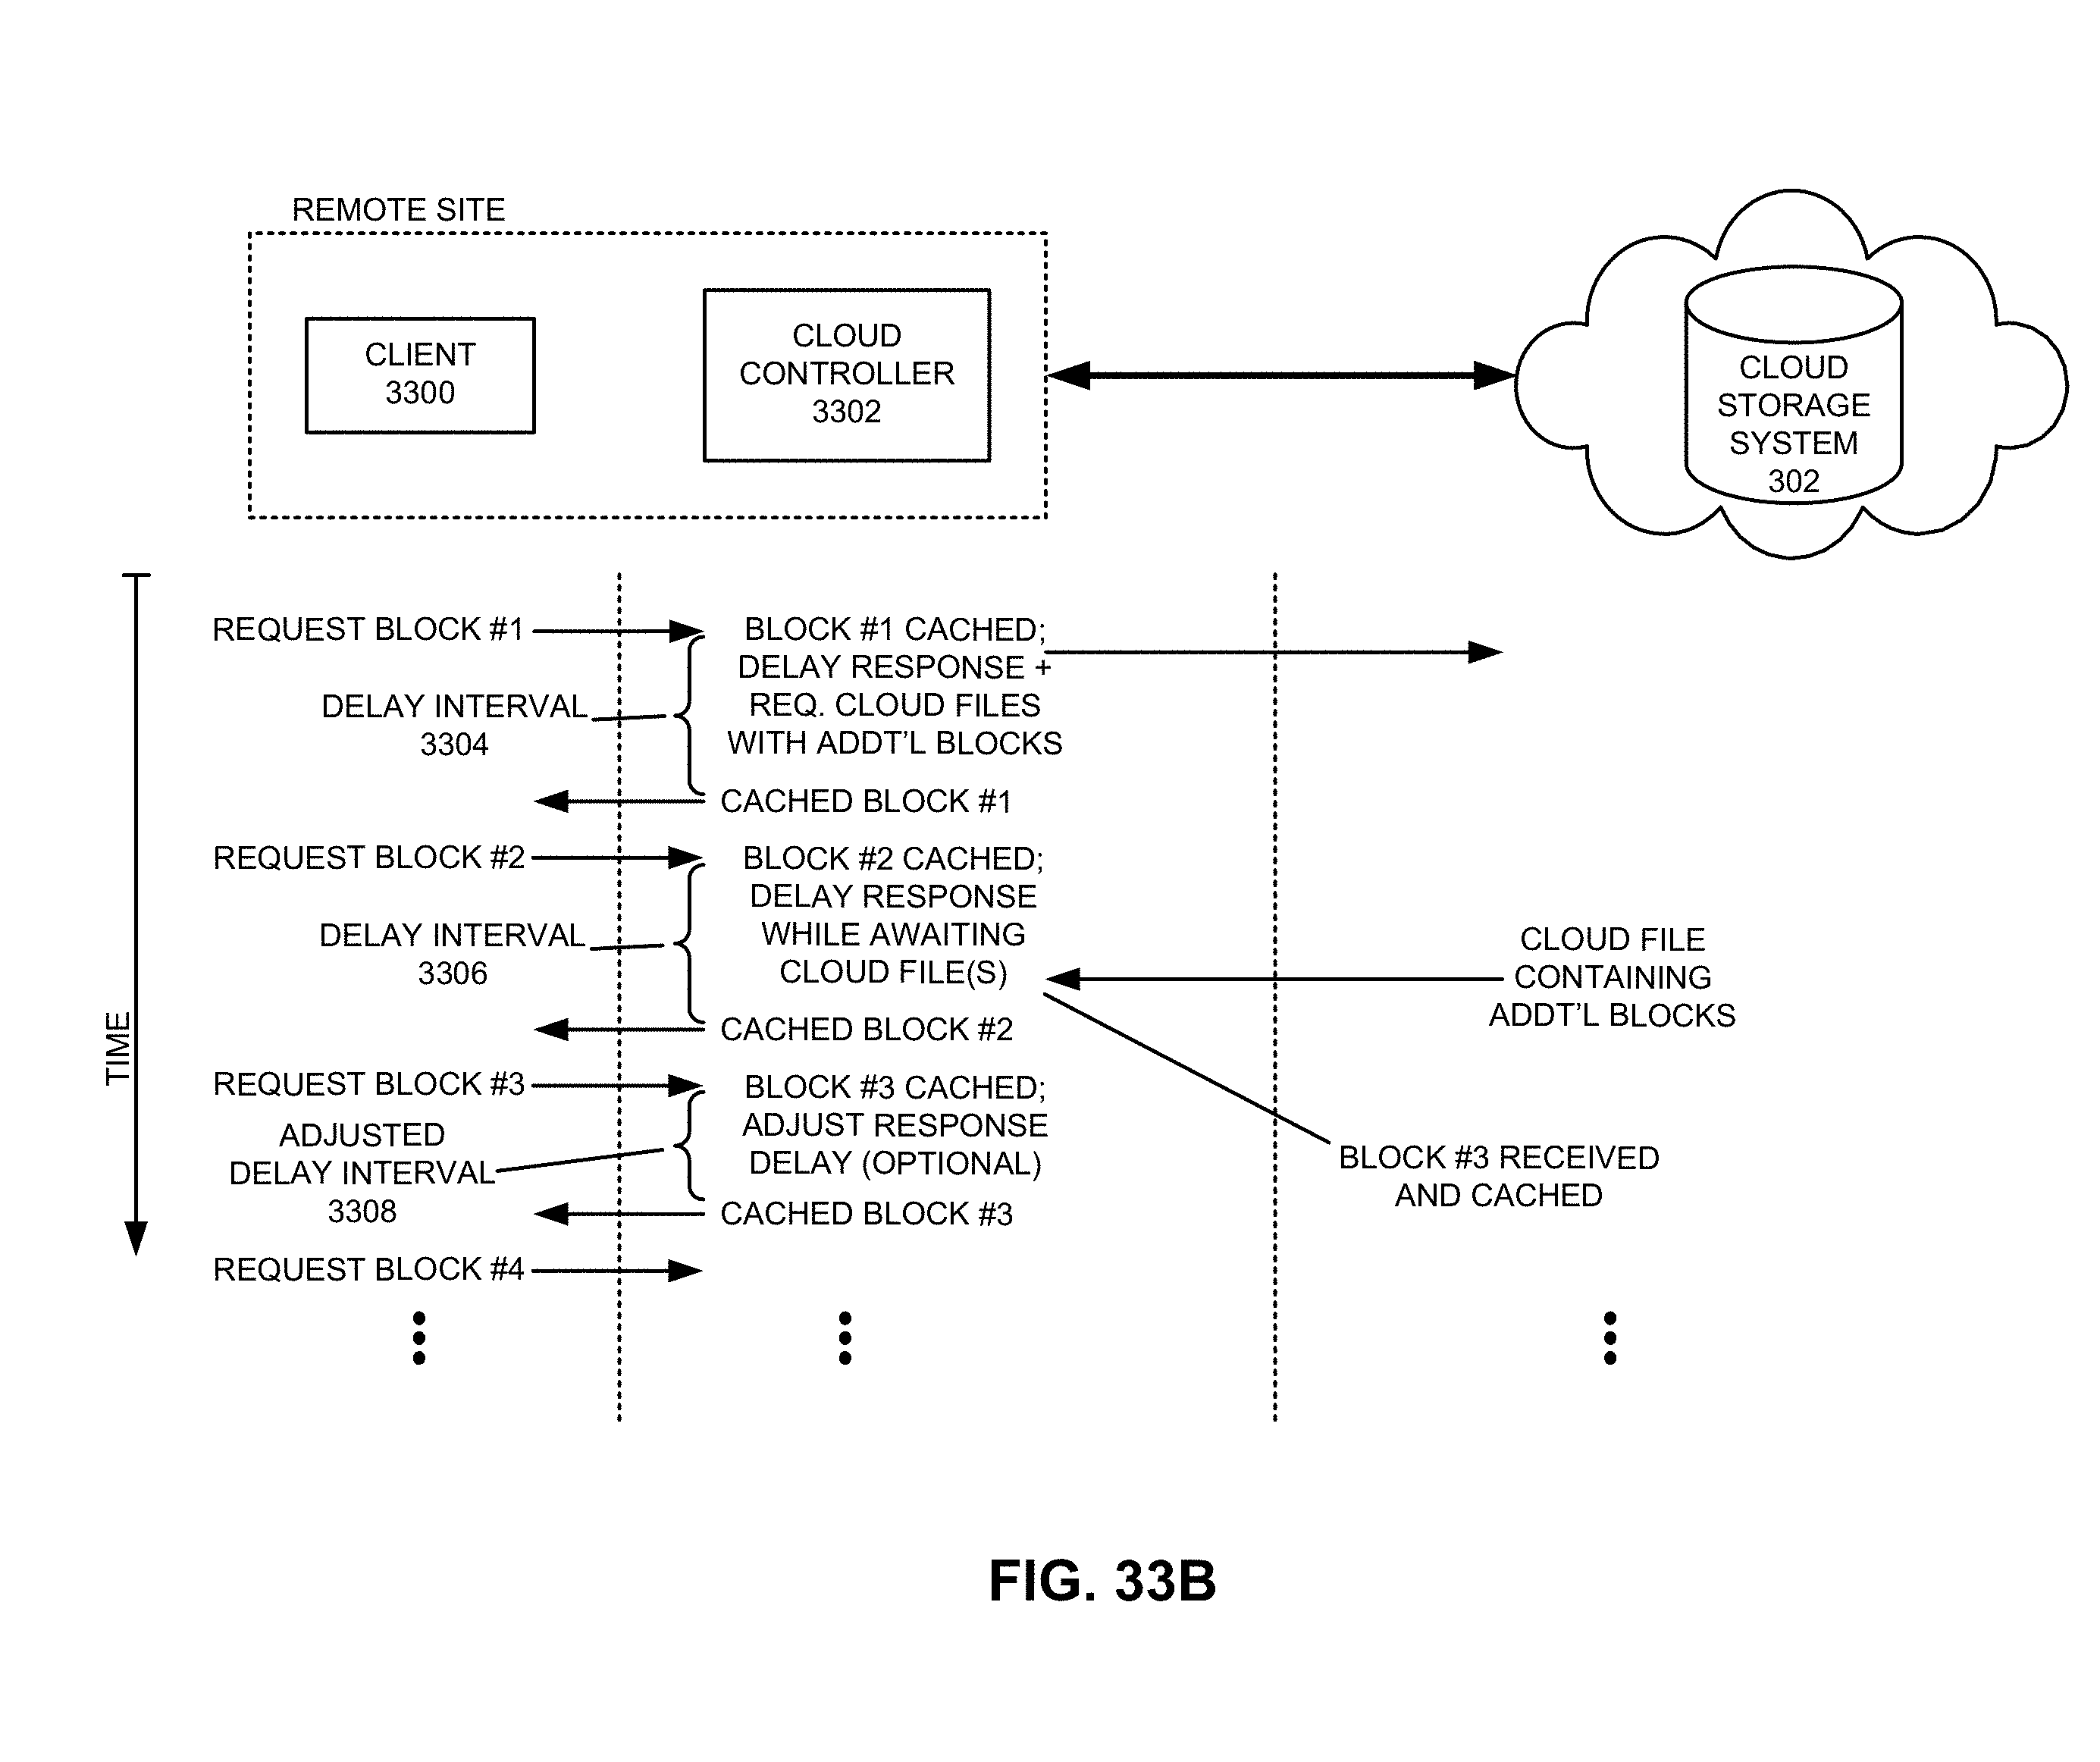 REMOTE SITE
CLIENT
3300
CLOUD
CONTROLLER
3302
CLOUD
STORAGE
SYSTEM
302
TIME
REQUEST BLOCK #1
BLOCK #1 CACHED;
DELAY RESPONSE +
REQ. CLOUD FILES
WITH ADDT'L BLOCKS
DELAY INTERVAL
3304
CACHED BLOCK #1
REQUEST BLOCK #2
BLOCK #2 CACHED;
DELAY RESPONSE
WHILE AWAITING
CLOUD FILE(S)
DELAY INTERVAL
3306
CLOUD FILE
CONTAINING
ADDT'L BLOCKS
CACHED BLOCK #2
REQUEST BLOCK #3
BLOCK #3 CACHED;
ADJUST RESPONSE
DELAY (OPTIONAL)
ADJUSTED
DELAY INTERVAL
3308
BLOCK #3 RECEIVED
AND CACHED
CACHED BLOCK #3
REQUEST BLOCK #4
FIG. 33B